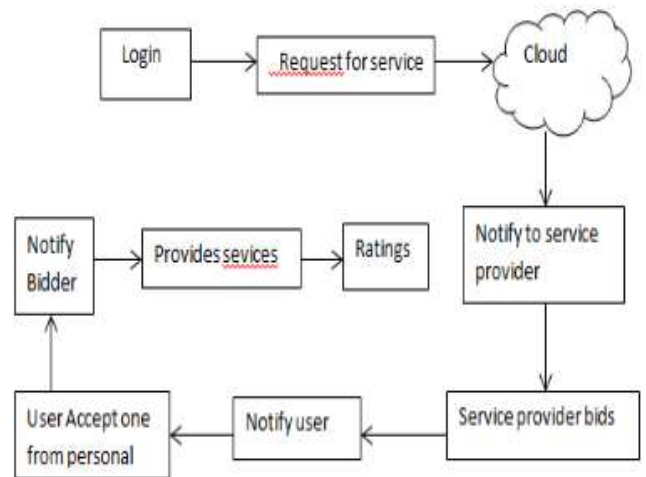 Login
Request for service
Cloud
Notify to service
provider
Service provider bids
Notify user
User Accept one
from personal
Notify
Bidder
Provides sevices
Ratings